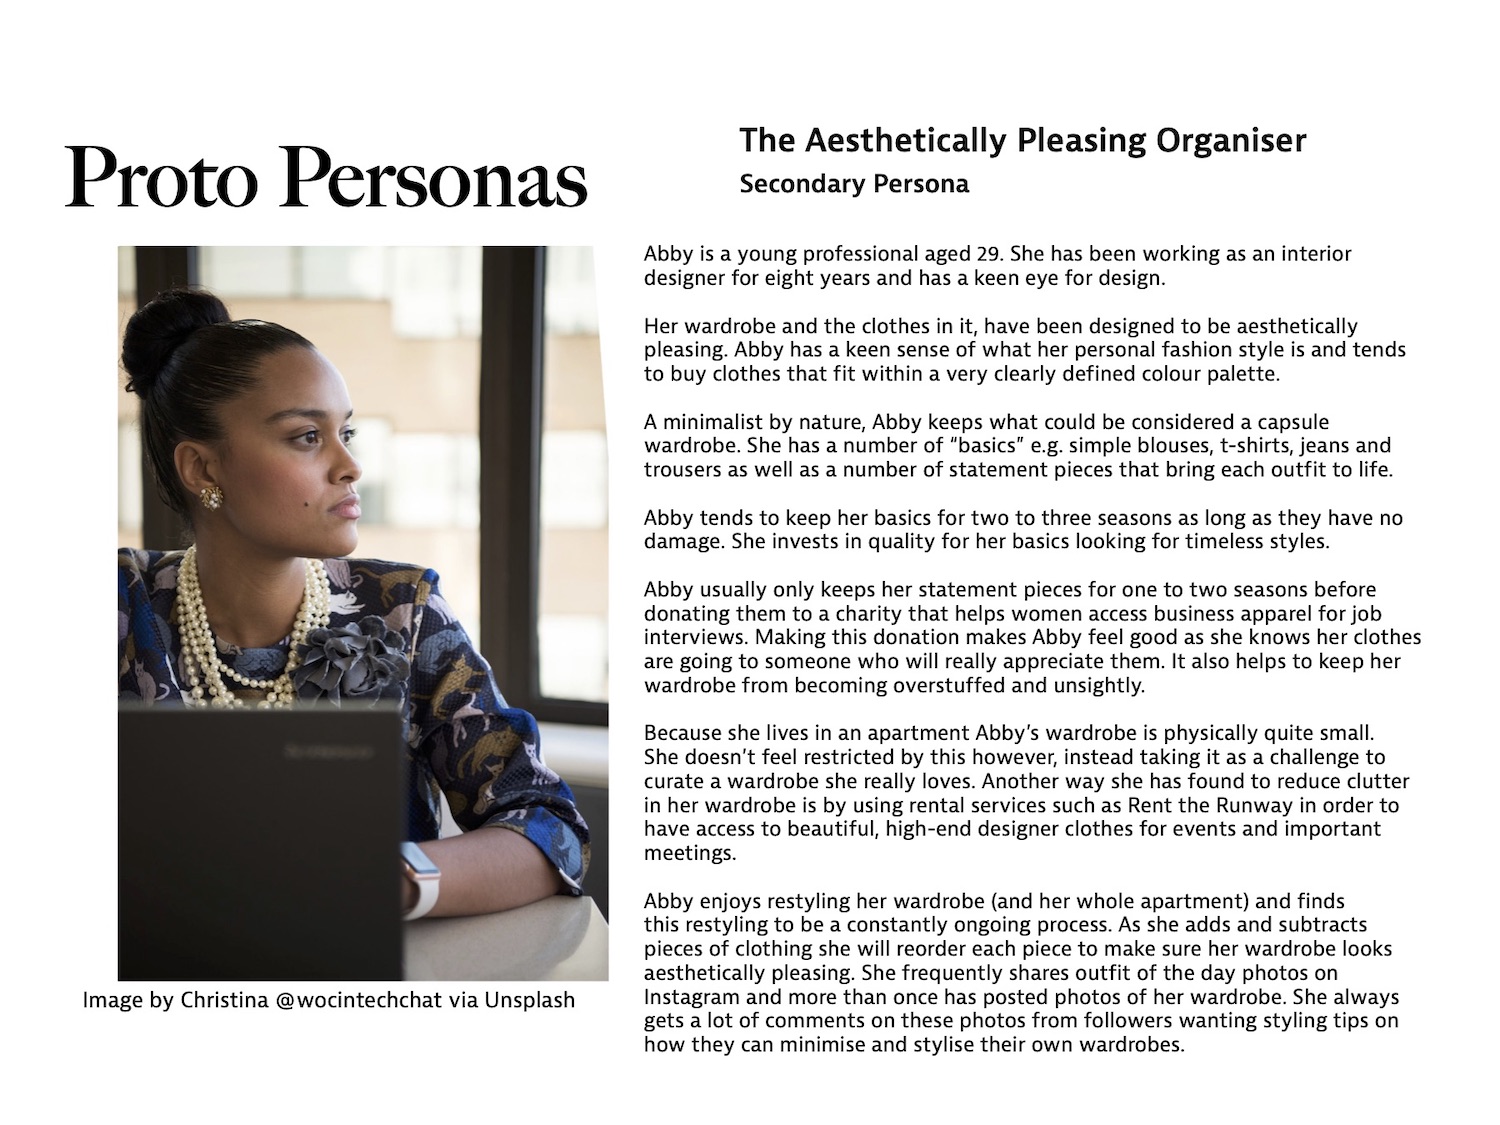 Proto Personas
The Aesthetically Pleasing Organiser
Secondary Persona
Abby is a young professional aged 29. She has been working as an interior
designer for eight years and has a keen eye for design.
Her wardrobe and the clothes in it, have been designed to be aesthetically
pleasing. Abby has a keen sense of what her personal fashion style is and tends
to buy clothes that fit within a very clearly defined colour palette.
A minimalist by nature, Abby keeps what could be considered a capsule
wardrobe. She has a number of “basics” e.g. simple blouses, t-shirts, jeans and
trousers as well as a number of statement pieces that bring each outfit to life.
Abby tends to keep her basics for two to three seasons as long as they have no
damage. She invests in quality for her basics looking for timeless styles.
Abby usually only keeps her statement pieces for one to two seasons before
donating them to a charity that helps women access business apparel for job
interviews. Making this donation makes Abby feel good as she knows her clothes
are going to someone who will really appreciate them. It also helps to keep her
wardrobe from becoming overstuffed and unsightly.
Because she lives in an apartment Abby’s wardrobe is physically quite small.
She doesn’t feel restricted by this however, instead taking it as a challenge to
curate a wardrobe she really loves. Another way she has found to reduce clutter
in her wardrobe is by using rental services such as Rent the Runway in order to
have access to beautiful, high-end designer clothes for events and important
meetings.
Abby enjoys restyling her wardrobe (and her whole apartment) and finds
this restyling to be a constantly ongoing process. As she adds and subtracts
pieces of clothing she will reorder each piece to make sure her wardrobe looks
aesthetically pleasing. She frequently shares outfit of the day photos on
Instagram and more than once has posted photos of her wardrobe. She always
gets a lot of comments on these photos from followers wanting styling tips on
how they can minimise and stylise their own wardrobes.
Image by Christina @wocintechchat via Unsplash